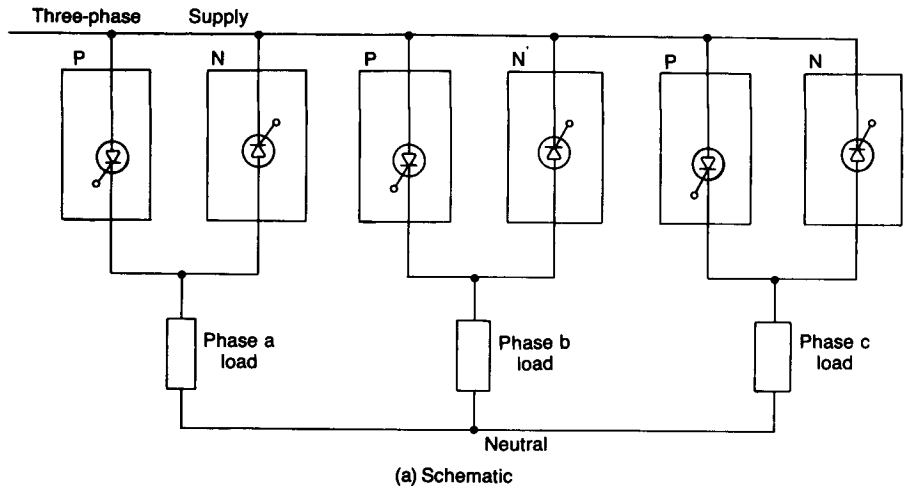 Three-phase Supply
P N P N' P N
Phase a
load
Phase b
load
Phase c
load
Neutral
(a) Schematic